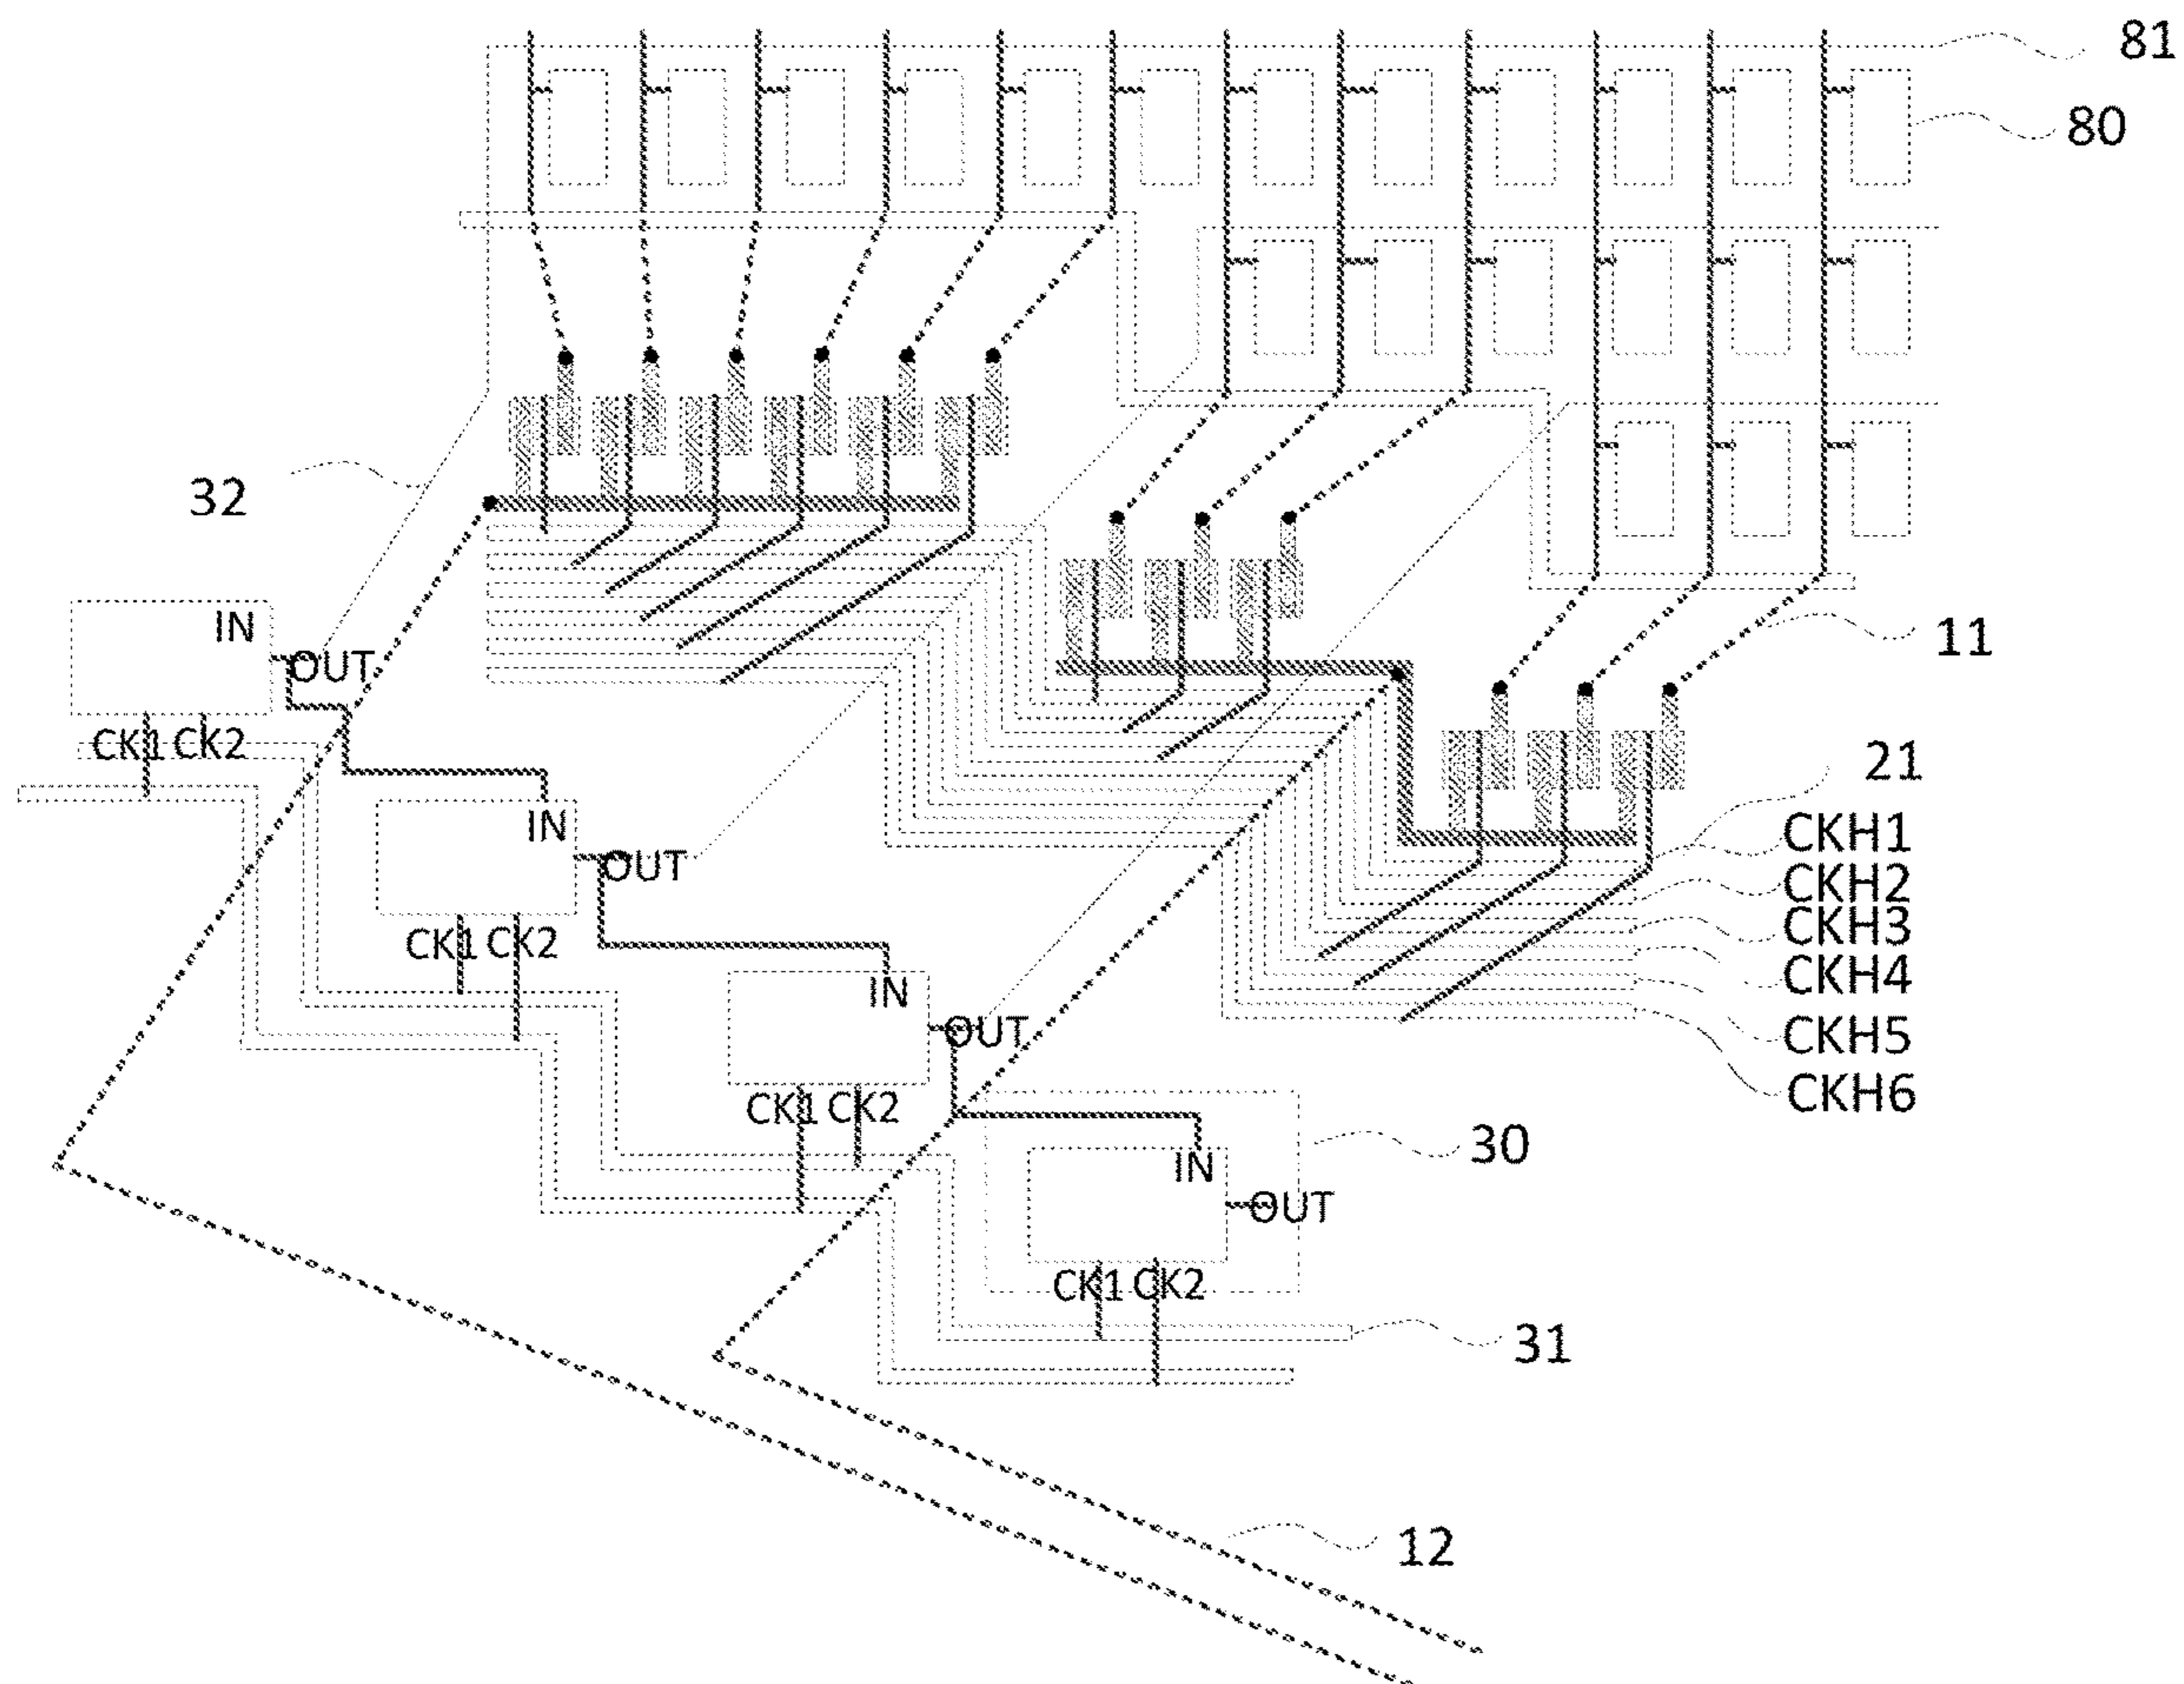 81
80
32
IN
OUT
11
CK1 CK2
21
IN
CKH1
OUT
CKH2
CKH3
CK1 CK2
CKH4
IN
OUT
CKH5
CKH6
CK1 CK2
30
IN
OUT
CK1 CK2
31
12